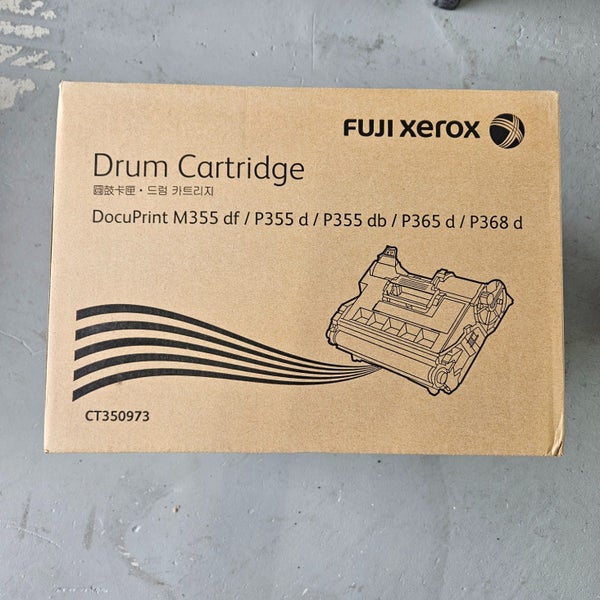 FUJI xerox
Drum Cartridge
圓鼓卡匣・드럼 카트리지
DocuPrint M355 df / P355 d / P355 db / P365 d / P368 d
CT350973